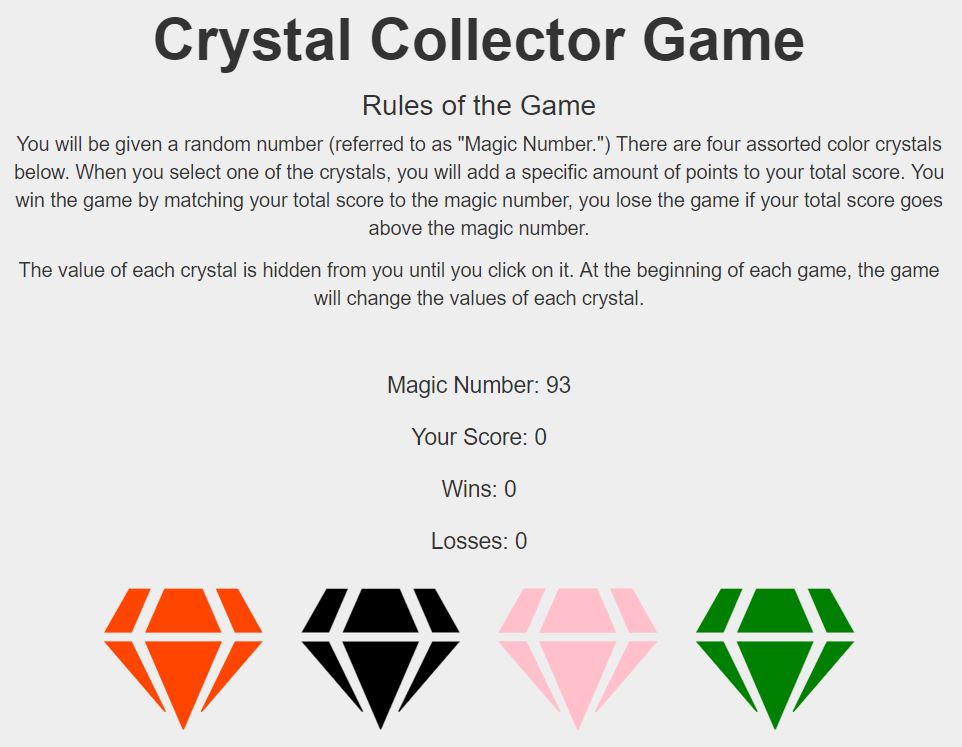 Crystal Collector Game
Rules of the Game
You will be given a random number (referred to as "Magic Number.") There are four assorted color crystals
below. When you select one of the crystals, you will add a specific amount of points to your total score. You
win the game by matching your total score to the magic number, you lose the game if your total score goes
above the magic number.
The value of each crystal is hidden from you until you click on it. At the beginning of each game, the game
will change the values of each crystal.
Magic Number: 93
Your Score: 0
Wins: 0
Losses: 0